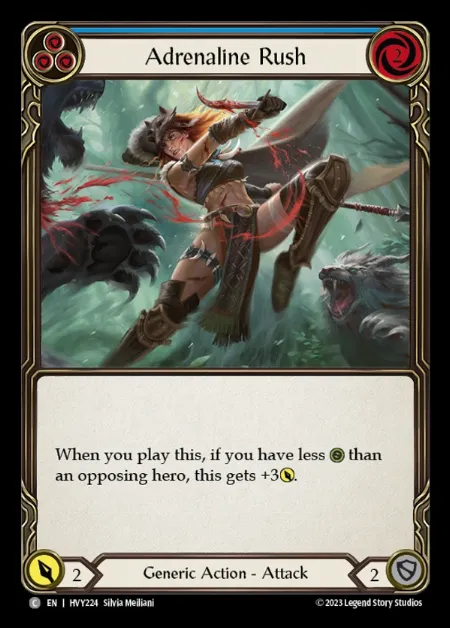 Adrenaline Rush
2
When you play this, if you have less than
an opposing hero, this gets +3.
2
Generic Action - Attack
2
C EN | HVY224 Silvia Meiliani
© 2023 Legend Story Studios